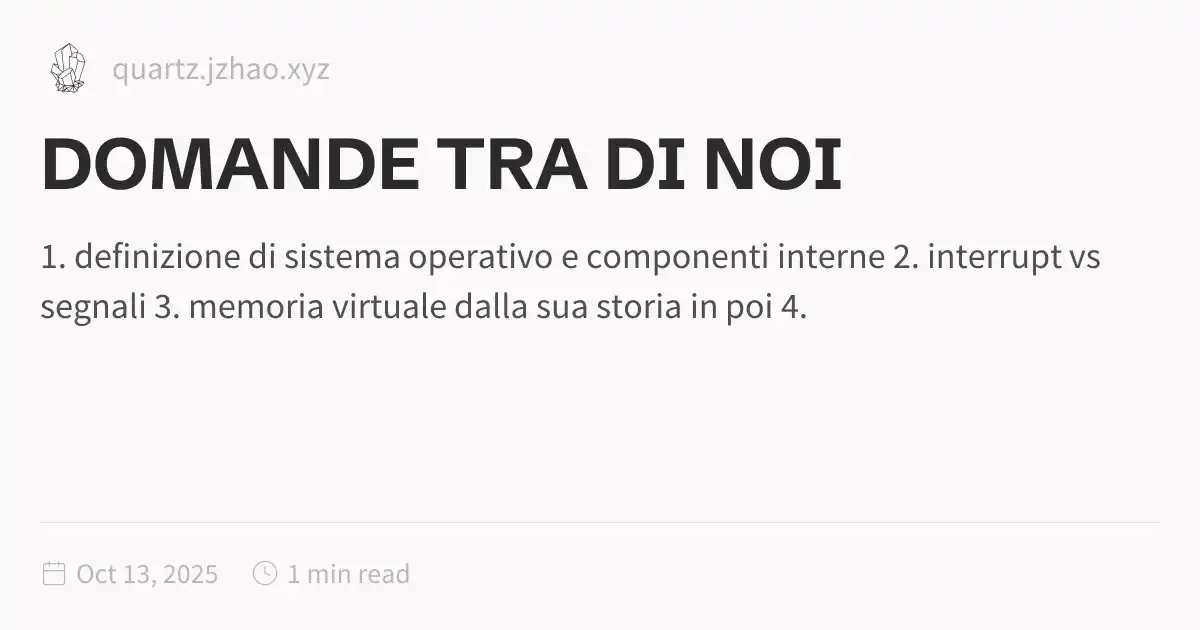 quartz.jzhao.xyz
DOMANDE TRA DI NOI
1. definizione di sistema operativo e componenti interne 2. interrupt vs
segnali 3. memoria virtuale dalla sua storia in poi 4.
Oct 13, 2025 1 min read